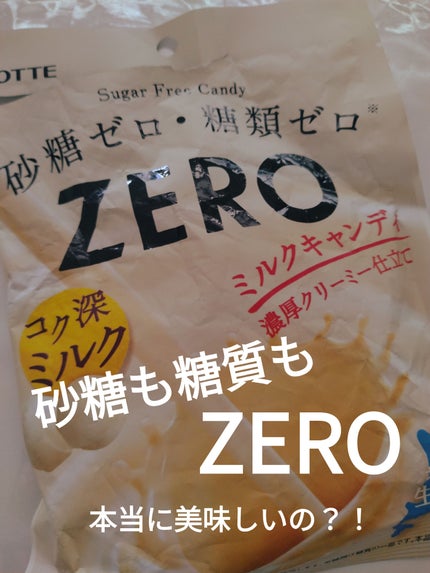 OTTE
Sugar Free Candy
砂糖ゼロ・糖類ゼロ※
ZERO
ミルクキャンディ
濃厚クリーミー仕立て
コク深
ミルク
砂糖も糖質も
ZERO
生
本当に美味しいの？！